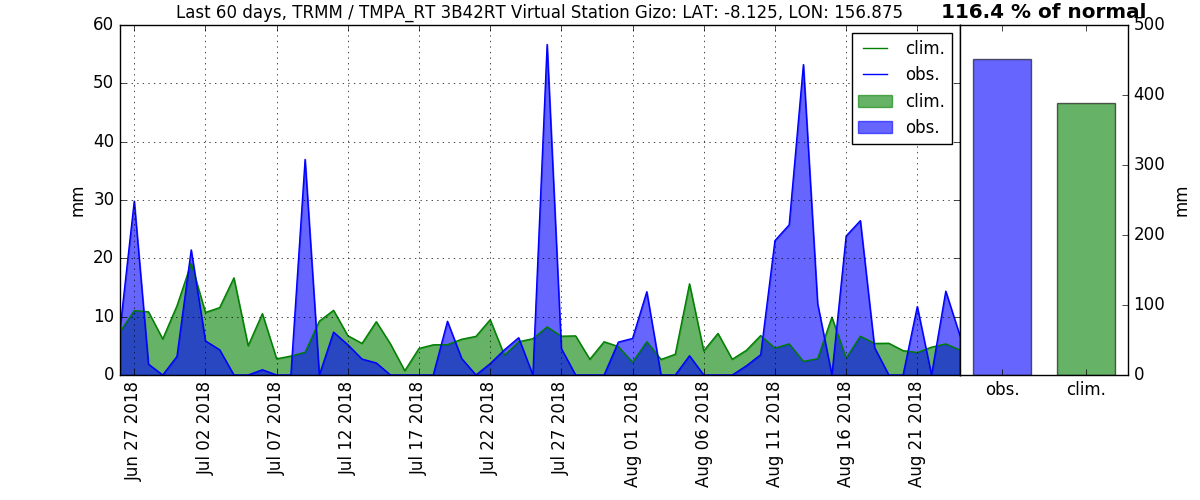 Last 60 days, TRMM / TMPA_RT 3B42RT Virtual Station Gizo: LAT: -8.125, LON: 156.875
116.4 % of normal
60
50
40
30
20
10
0
mm
clim.
obs.
clim.
obs.
Jun 27 2018
Jul 02 2018
Jul 07 2018
Jul 12 2018
Jul 17 2018
Jul 22 2018
Jul 27 2018
Aug 01 2018
Aug 06 2018
Aug 11 2018
Aug 16 2018
Aug 21 2018
500
400
300
200
100
0
mm
obs.
clim.